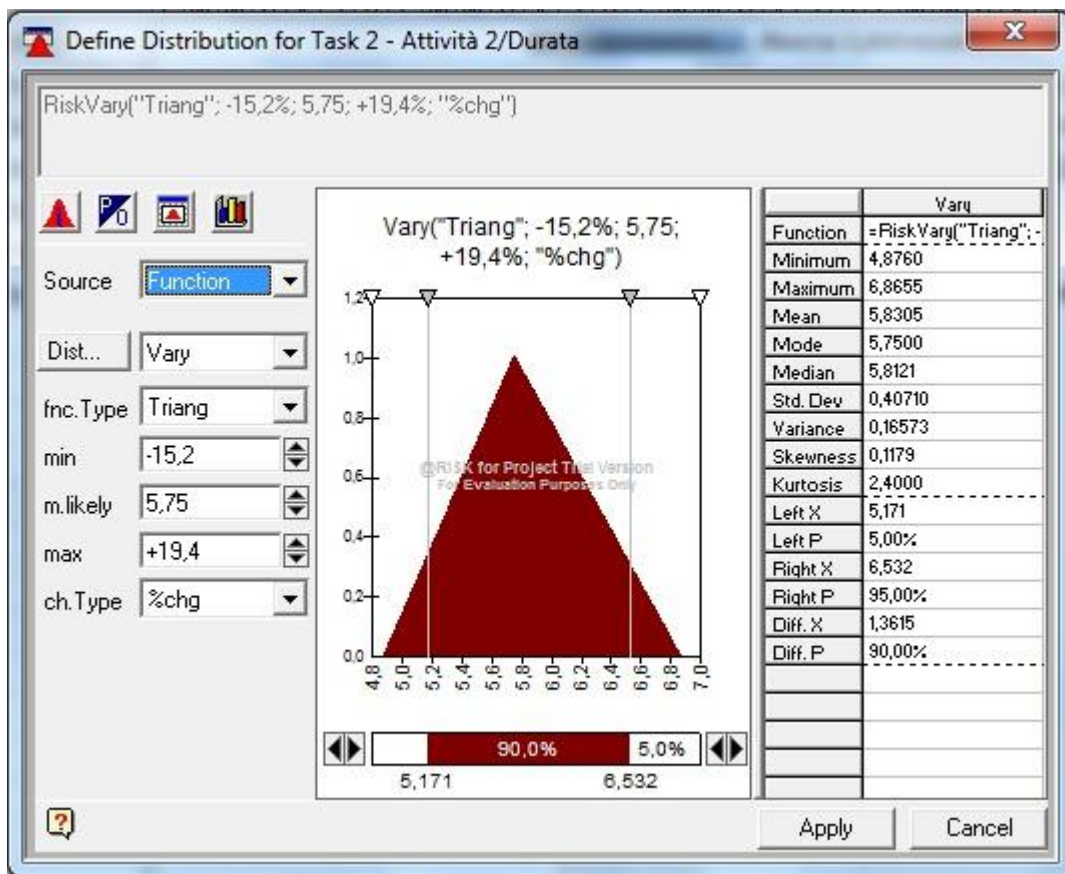 Define Distribution for Task 2 - Attività 2/Durata
RiskVary("Triang"; -15,2%; 5,75; +19,4%; "%chg")
Source Function
Dist... Vary
fnc.Type Triang
min -15,2
m.likely 5,75
max +19,4
ch.Type %chg
Vary("Triang"; -15,2%; 5,75;
+19,4%; "%chg")
1,2
1,0
0,8
0,6
0,4
0,2
0,0
@RISK for Project Trial Version
For Evaluation Purposes Only
4,8 5,0 5,2 5,4 5,6 5,8 6,0 6,2 6,4 6,6 6,8 7,0
90,0% 5,0%
5,171 6,532
Vary
Function =RiskVary("Triang"; -
Minimum 4,8760
Maximum 6,8655
Mean 5,8305
Mode 5,7500
Median 5,8121
Std. Dev 0,40710
Variance 0,16573
Skewness 0,1179
Kurtosis 2,4000
Left X 5,171
Left P 5,00%
Right X 6,532
Right P 95,00%
Diff. X 1,3615
Diff. P 90,00%
Apply Cancel